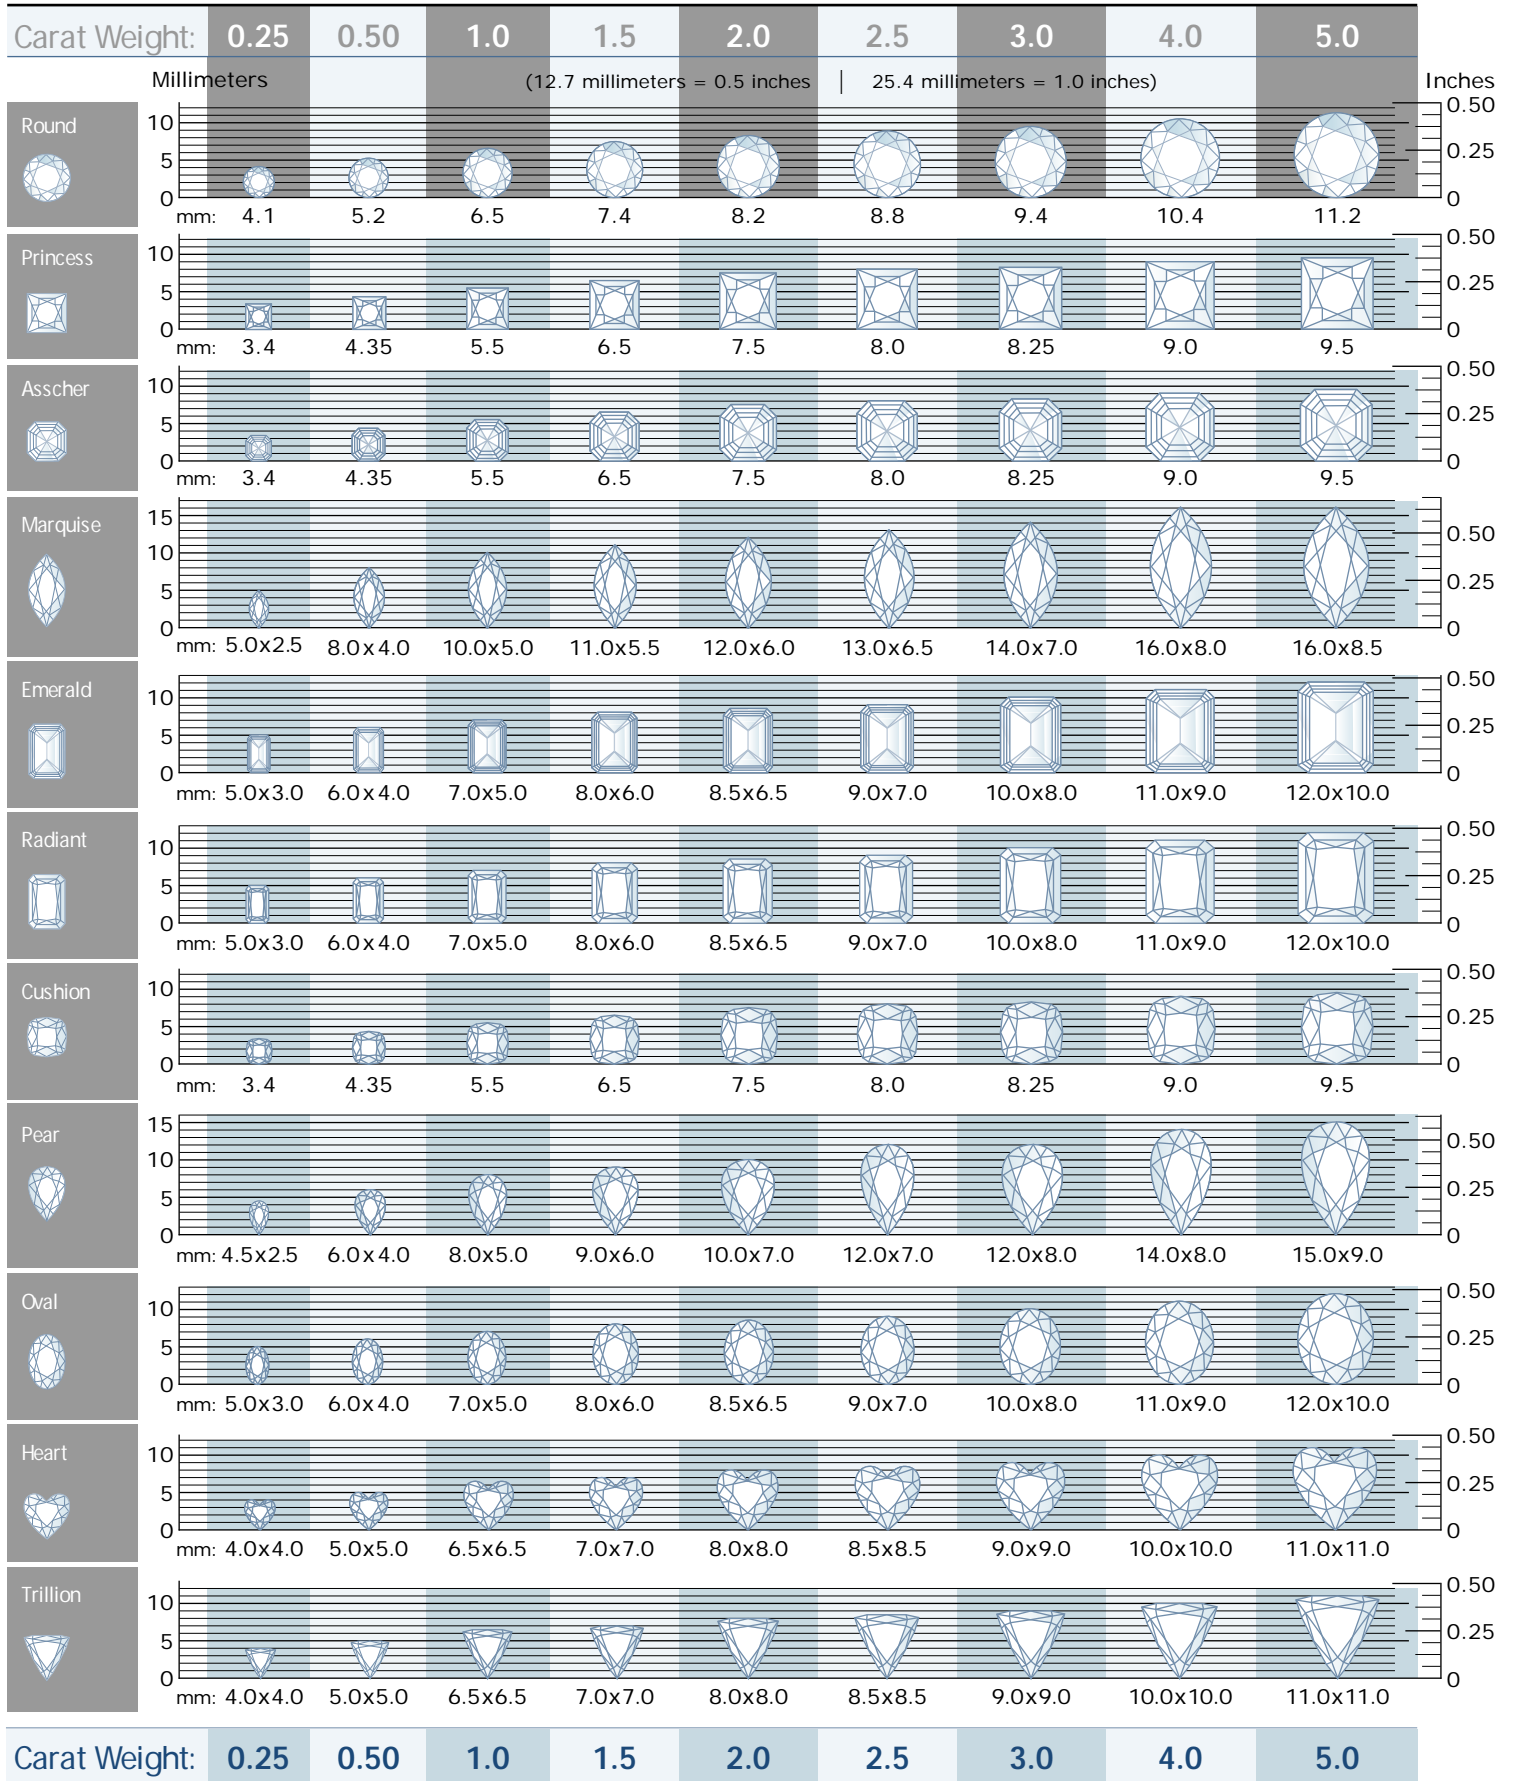 Carat Weight: 0.25 0.50 1.0 1.5 2.0 2.5 3.0 4.0 5.0
Millimeters (12.7 millimeters = 0.5 inches | 25.4 millimeters = 1.0 inches) Inches
Round
10 5 0
0.50 0.25 0
mm: 4.1 5.2 6.5 7.4 8.2 8.8 9.4 10.4 11.2
Princess
10 5 0
0.50 0.25 0
mm: 3.4 4.35 5.5 6.5 7.5 8.0 8.25 9.0 9.5
Asscher
10 5 0
0.50 0.25 0
mm: 3.4 4.35 5.5 6.5 7.5 8.0 8.25 9.0 9.5
Marquise
15 10 5 0
0.50 0.25 0
mm: 5.0x2.5 8.0x4.0 10.0x5.0 11.0x5.5 12.0x6.0 13.0x6.5 14.0x7.0 16.0x8.0 16.0x8.5
Emerald
10 5 0
0.50 0.25 0
mm: 5.0x3.0 6.0x4.0 7.0x5.0 8.0x6.0 8.5x6.5 9.0x7.0 10.0x8.0 11.0x9.0 12.0x10.0
Radiant
10 5 0
0.50 0.25 0
mm: 5.0x3.0 6.0x4.0 7.0x5.0 8.0x6.0 8.5x6.5 9.0x7.0 10.0x8.0 11.0x9.0 12.0x10.0
Cushion
10 5 0
0.50 0.25 0
mm: 3.4 4.35 5.5 6.5 7.5 8.0 8.25 9.0 9.5
Pear
15 10 5 0
0.50 0.25 0
mm: 4.5x2.5 6.0x4.0 8.0x5.0 9.0x6.0 10.0x7.0 12.0x7.0 12.0x8.0 14.0x8.0 15.0x9.0
Oval
10 5 0
0.50 0.25 0
mm: 5.0x3.0 6.0x4.0 7.0x5.0 8.0x6.0 8.5x6.5 9.0x7.0 10.0x8.0 11.0x9.0 12.0x10.0
Heart
10 5 0
0.50 0.25 0
mm: 4.0x4.0 5.0x5.0 6.5x6.5 7.0x7.0 8.0x8.0 8.5x8.5 9.0x9.0 10.0x10.0 11.0x11.0
Trillion
10 5 0
0.50 0.25 0
mm: 4.0x4.0 5.0x5.0 6.5x6.5 7.0x7.0 8.0x8.0 8.5x8.5 9.0x9.0 10.0x10.0 11.0x11.0
Carat Weight: 0.25 0.50 1.0 1.5 2.0 2.5 3.0 4.0 5.0